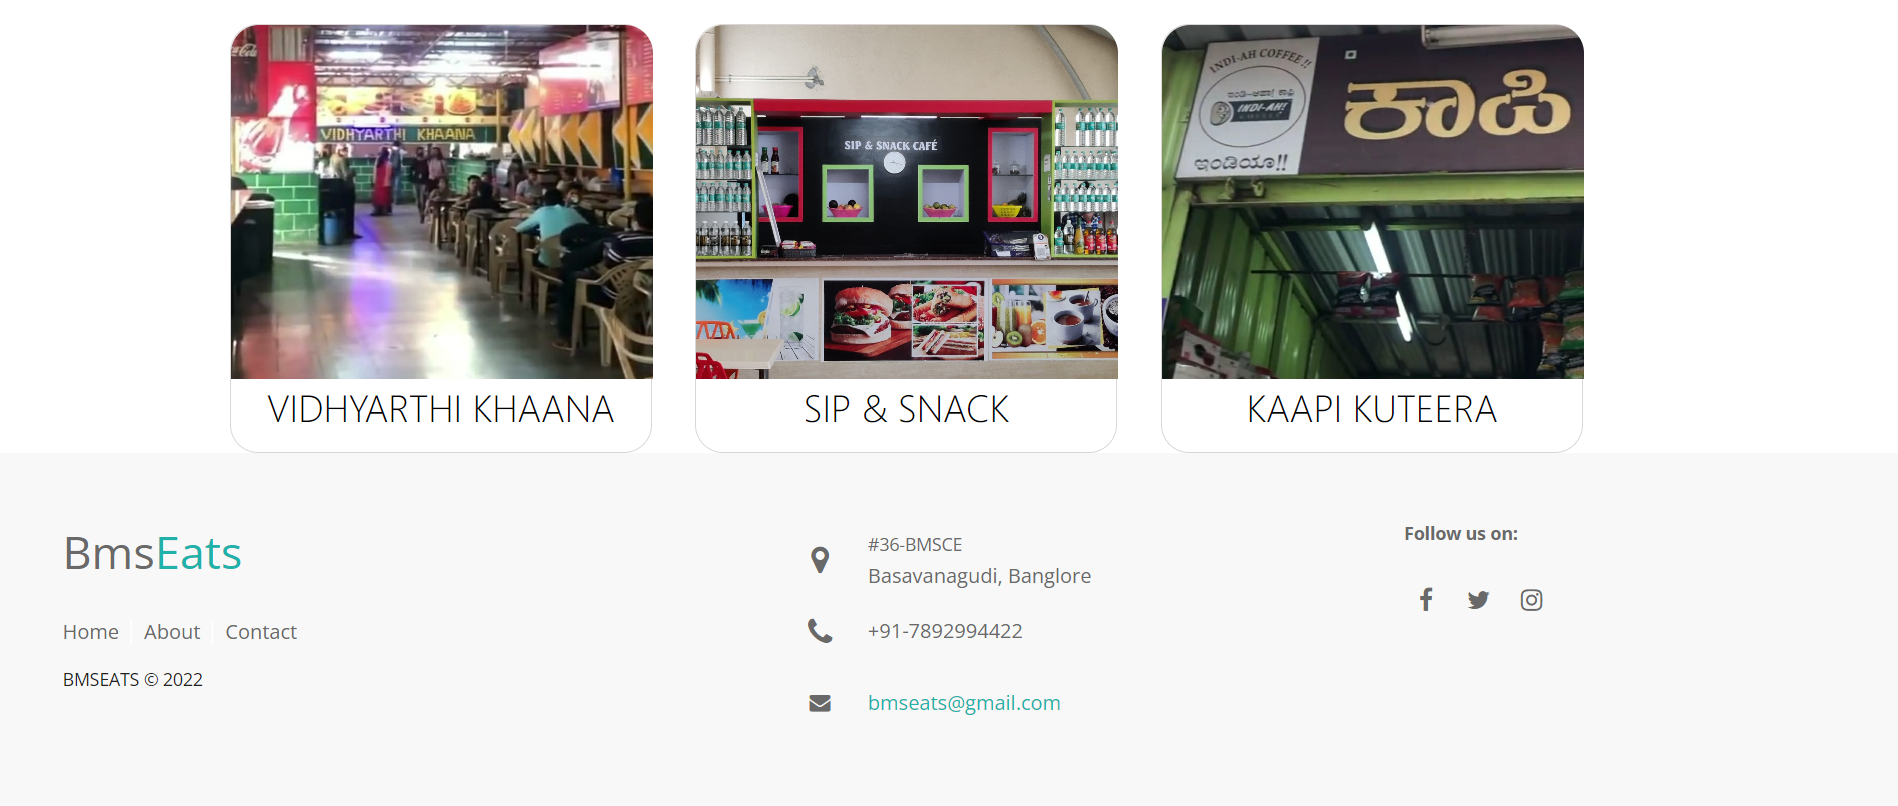 VIDHYARTHI KHAANA
SIP & SNACK CAFÉ
INDI-AH COFFEE!!
INDI-AH!
ಇಂಡಿಯಾ!!
ಕಾಪಿ
VIDHYARTHI KHAANA
SIP & SNACK
KAAPI KUTEERA
BmsEats
Home
About
Contact
BMSEATS © 2022
#36-BMSCE
Basavanagudi, Banglore
+91-7892994422
bmseats@gmail.com
Follow us on: